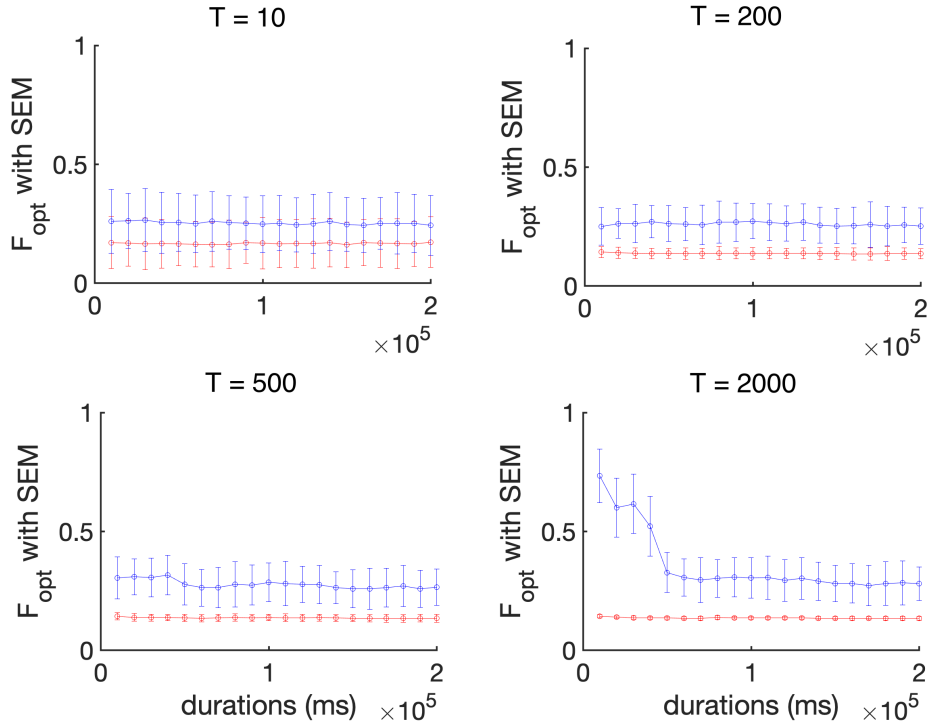 T = 10
1
0.5
0
F_opt with SEM
0
1
2
×10^5
T = 200
1
0.5
0
F_opt with SEM
0
1
2
×10^5
T = 500
1
0.5
0
F_opt with SEM
0
1
2
durations (ms)
×10^5
T = 2000
1
0.5
0
F_opt with SEM
0
1
2
durations (ms)
×10^5